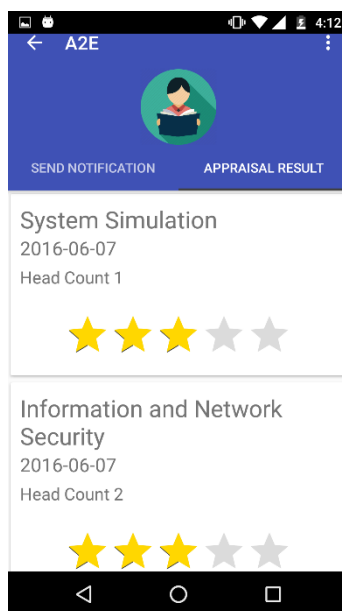 4:12
A2E
SEND NOTIFICATION
APPRAISAL RESULT
System Simulation
2016-06-07
Head Count 1
Information and Network
Security
2016-06-07
Head Count 2